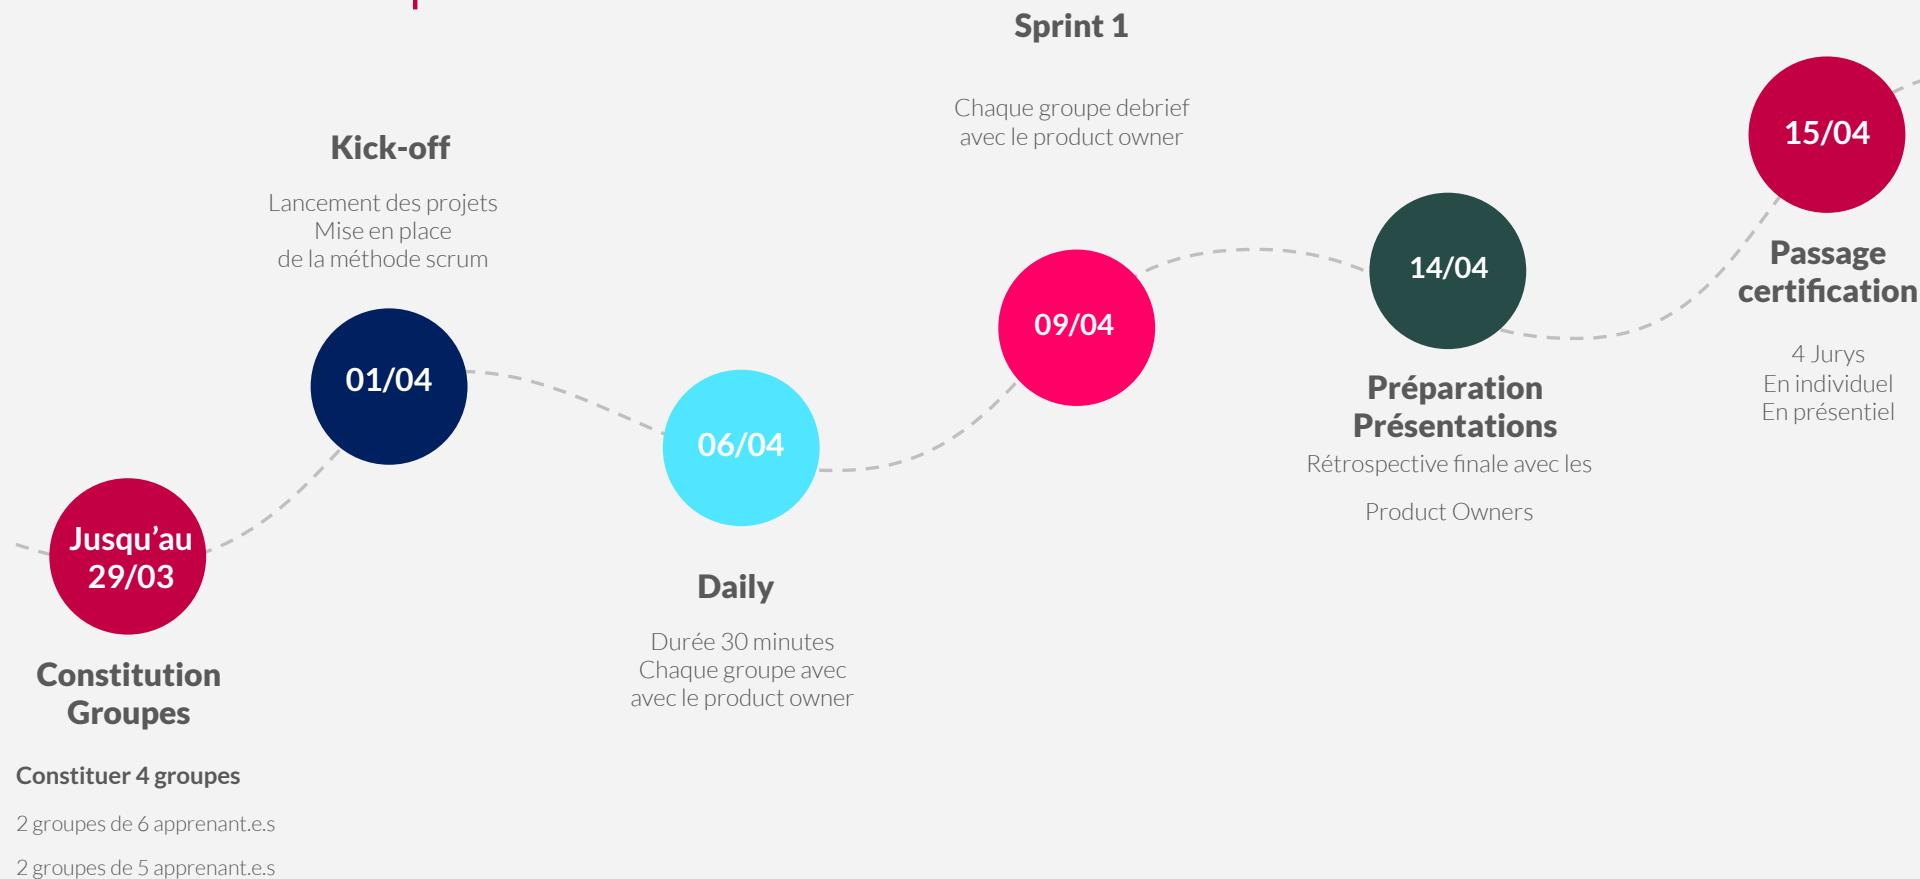 Jusqu’au
29/03
Constitution
Groupes
Constituer 4 groupes
2 groupes de 6 apprenant.e.s
2 groupes de 5 apprenant.e.s
Kick-off
Lancement des projets
Mise en place
de la méthode scrum
01/04
06/04
Daily
Durée 30 minutes
Chaque groupe avec
avec le product owner
Sprint 1
Chaque groupe debrief
avec le product owner
09/04
14/04
Préparation
Présentations
Rétrospective finale avec les
Product Owners
15/04
Passage
certification
4 Jurys
En individuel
En présentiel